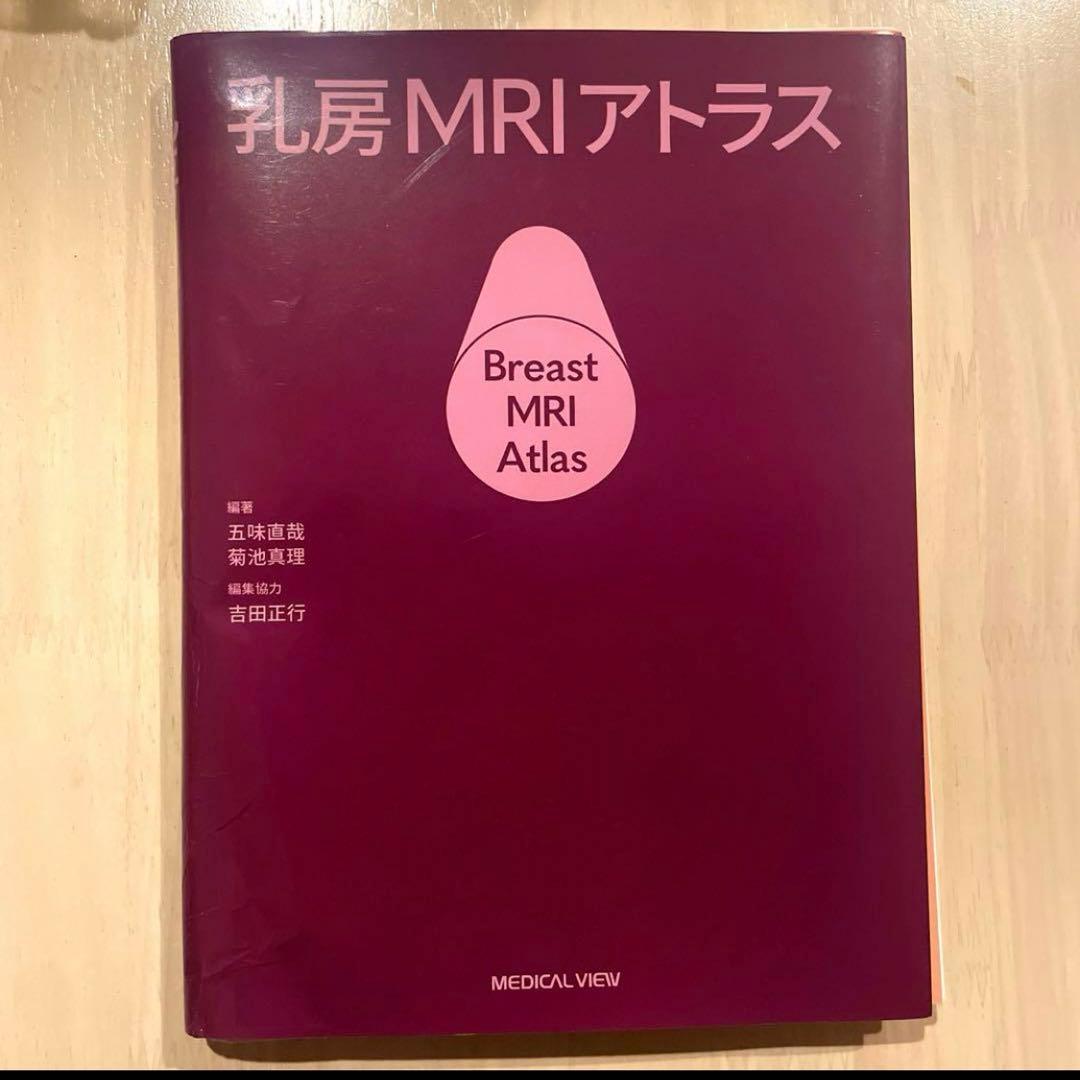 乳房MRIアトラス
Breast
MRI
Atlas
編著
五味直哉
菊池真理
編集協力
吉田正行
MEDICAL VIEW